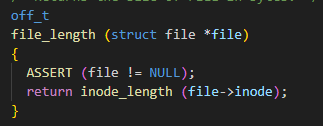 off_t
file_length (struct file *file)
{
  ASSERT (file != NULL);
  return inode_length (file->inode);
}